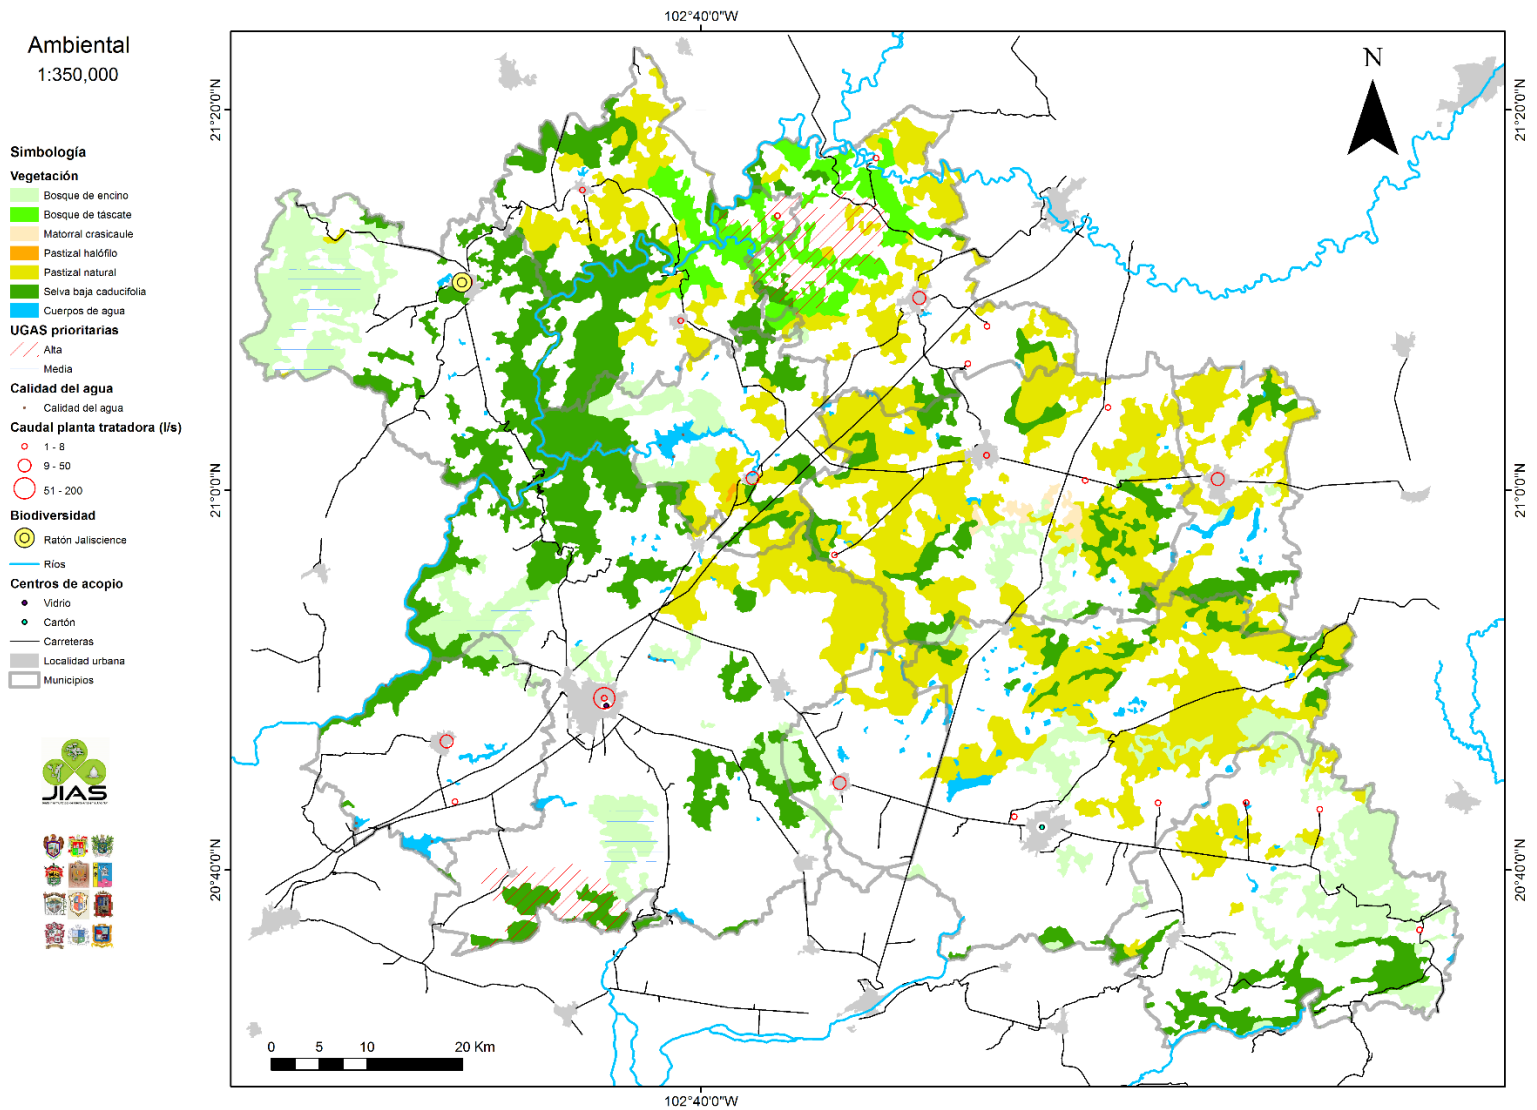 Ambiental
1:350,000
Simbología
Vegetación
Bosque de encino
Bosque de táscate
Matorral crasicaule
Pastizal halófilo
Pastizal natural
Selva baja caducifolia
Cuerpos de agua
UGAS prioritarias
Alta
Media
Calidad del agua
Calidad del agua
Caudal planta tratadora (l/s)
1 - 8
9 - 50
51 - 200
Biodiversidad
Ratón Jaliscience
Ríos
Centros de acopio
Vidrio
Cartón
Carreteras
Localidad urbana
Municipios
JIAS
102°40'0"W
N
21°20'0"N
21°20'0"N
21°0'0"N
21°0'0"N
20°40'0"N
20°40'0"N
0 5 10 20 Km
102°40'0"W